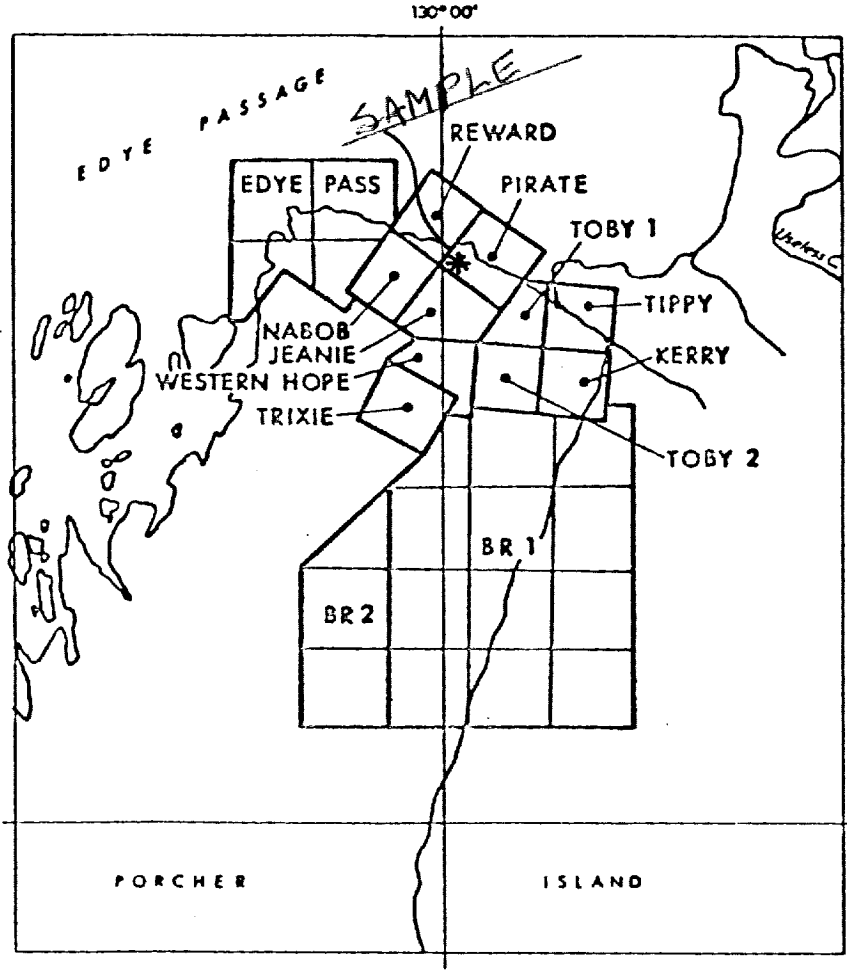 130° 00'
EDYE PASSAGE
SAMPLE
REWARD
EDYE PASS
PIRATE
TOBY 1
Useless C.
TIPPY
NABOB
JEANIE
KERRY
WESTERN HOPE
TRIXIE
TOBY 2
BR 1
BR 2
PORCHER ISLAND